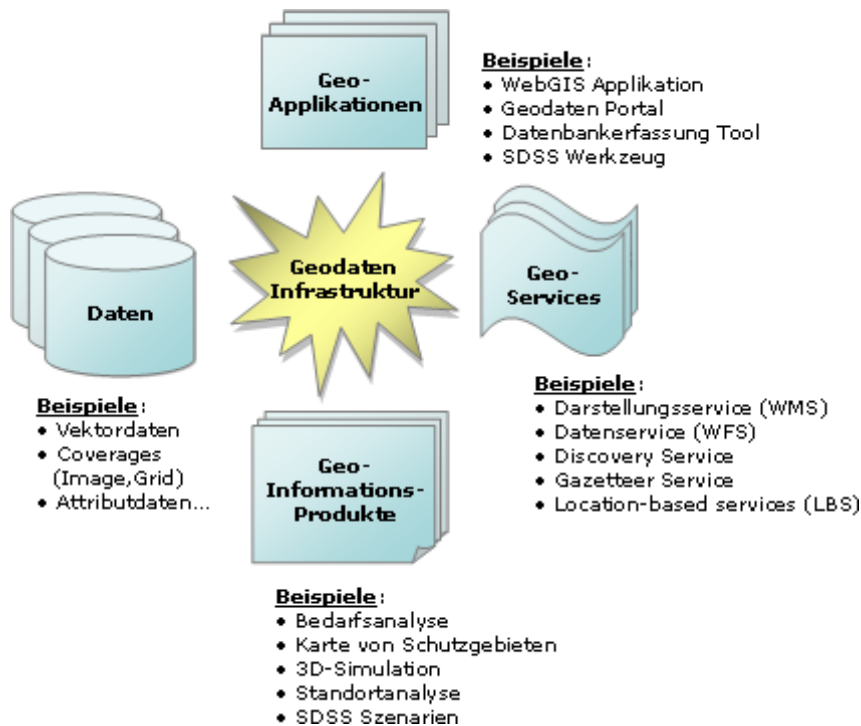 Geo-
Applikationen
Beispiele:
• WebGIS Applikation
• Geodaten Portal
• Datenbankerfassung Tool
• SDSS Werkzeug
Daten
Geodaten
Infrastruktur
Geo-
Services
Beispiele:
• Vektordaten
• Coverages
(Image,Grid)
• Attributdaten...
Beispiele:
• Darstellungsservice (WMS)
• Datenservice (WFS)
• Discovery Service
• Gazetteer Service
• Location-based services (LBS)
Geo-
Informations-
Produkte
Beispiele:
• Bedarfsanalyse
• Karte von Schutzgebieten
• 3D-Simulation
• Standortanalyse
• SDSS Szenarien